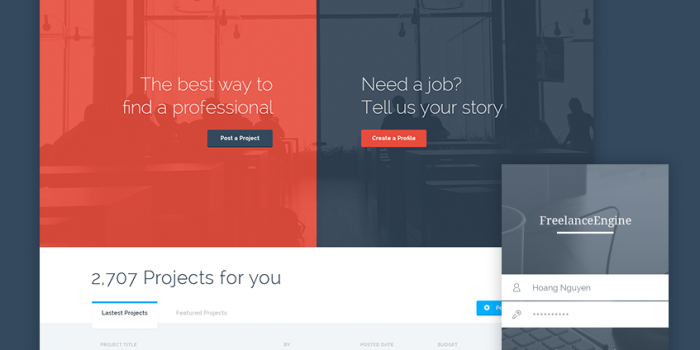 The best way to
find a professional
Post a Project
Need a job?
Tell us your story
Create a Profile
FreelanceEngine
Hoang Nguyen
**********
2,707 Projects for you
Lastest Projects
Featured Projects
PROJECT TITLE
BY
POSTED DATE
BUDGET